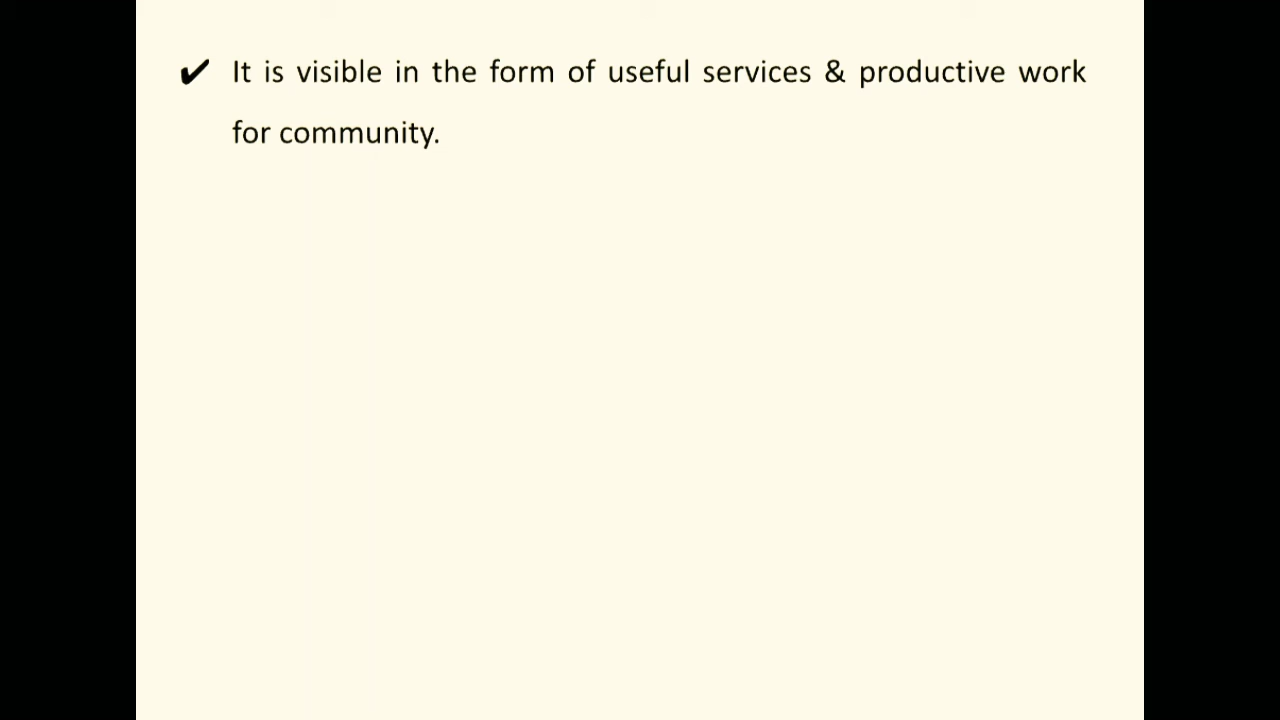 ✔ It is visible in the form of useful services & productive work
for community.